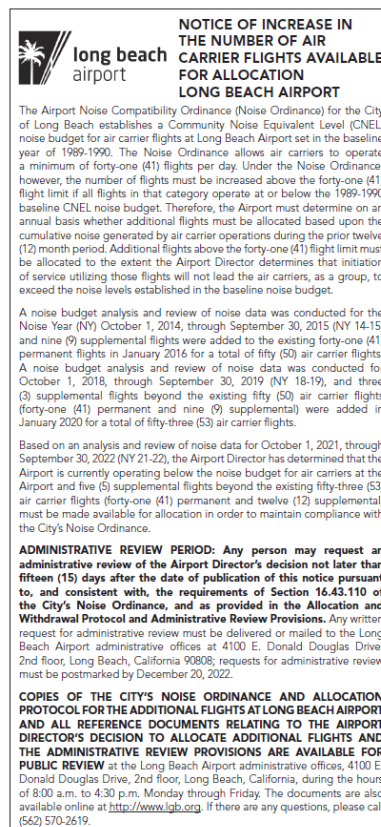 NOTICE OF INCREASE IN
THE NUMBER OF AIR
CARRIER FLIGHTS AVAILABLE
FOR ALLOCATION
LONG BEACH AIRPORT
long beach
airport
The Airport Noise Compatibility Ordinance (Noise Ordinance) for the City
of Long Beach establishes a Community Noise Equivalent Level (CNEL
noise budget for air carrier flights at Long Beach Airport set in the baseline
year of 1989-1990. The Noise Ordinance allows air carriers to operate
a minimum of forty-one (41) flights per day. Under the Noise Ordinance
however, the number of flights must be increased above the forty-one (41
flight limit if all flights in that category operate at or below the 1989-1990
baseline CNEL noise budget. Therefore, the Airport must determine on an
annual basis whether additional flights must be allocated based upon the
cumulative noise generated by air carrier operations during the prior twelve
(12) month period. Additional flights above the forty-one (41) flight limit must
be allocated to the extent the Airport Director determines that initiation
of service utilizing those flights will not lead the air carriers, as a group, to
exceed the noise levels established in the baseline noise budget.
A noise budget analysis and review of noise data was conducted for the
Noise Year (NY) October 1, 2014, through September 30, 2015 (NY 14-15
and nine (9) supplemental flights were added to the existing forty-one (41
permanent flights in January 2016 for a total of fifty (50) air carrier flights
A noise budget analysis and review of noise data was conducted fo
October 1, 2018, through September 30, 2019 (NY 18-19), and three
(3) supplemental flights beyond the existing fifty (50) air carrier flights
(forty-one (41) permanent and nine (9) supplemental) were added in
January 2020 for a total of fifty-three (53) air carrier flights.
Based on an analysis and review of noise data for October 1, 2021, through
September 30, 2022 (NY 21-22), the Airport Director has determined that the
Airport is currently operating below the noise budget for air carriers at the
Airport and five (5) supplemental flights beyond the existing fifty-three (53
air carrier flights (forty-one (41) permanent and twelve (12) supplemental
must be made available for allocation in order to maintain compliance with
the City's Noise Ordinance.
ADMINISTRATIVE REVIEW PERIOD: Any person may request an
administrative review of the Airport Director's decision not later than
fifteen (15) days after the date of publication of this notice pursuant
to, and consistent with, the requirements of Section 16.43.110 of
the City's Noise Ordinance, and as provided in the Allocation and
Withdrawal Protocol and Administrative Review Provisions. Any written
request for administrative review must be delivered or mailed to the Long
Beach Airport administrative offices at 4100 E. Donald Douglas Drive
2nd floor, Long Beach, California 90808; requests for administrative review
must be postmarked by December 20, 2022.
COPIES OF THE CITY'S NOISE ORDINANCE AND ALLOCATION
PROTOCOL FOR THE ADDITIONAL FLIGHTS AT LONG BEACH AIRPORT
AND ALL REFERENCE DOCUMENTS RELATING TO THE AIRPORT
DIRECTOR'S DECISION TO ALLOCATE ADDITIONAL FLIGHTS AND
THE ADMINISTRATIVE REVIEW PROVISIONS ARE AVAILABLE FOR
PUBLIC REVIEW at the Long Beach Airport administrative offices, 4100 E
Donald Douglas Drive, 2nd floor, Long Beach, California, during the hours
of 8:00 a.m. to 4:30 p.m. Monday through Friday. The documents are also
available online at http://www.lgb.org. If there are any questions, please cal
(562) 570-2619.